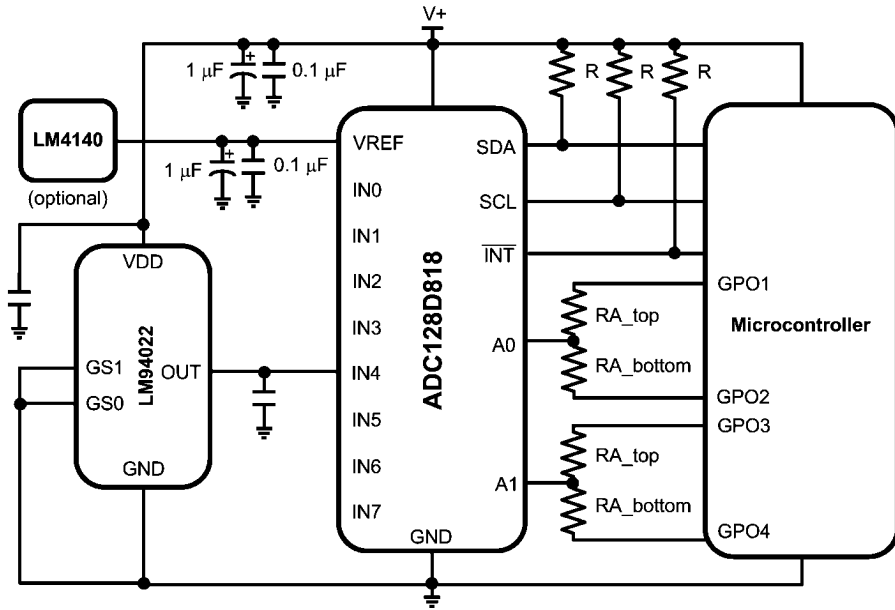 V+
1 µF
+
0.1 µF
R
R
R
LM4140
(optional)
1 µF
+
0.1 µF
VREF
IN0
IN1
IN2
IN3
IN4
IN5
IN6
IN7
GND
ADC128D818
SDA
SCL
INT
A0
A1
VDD
GS1
GS0
OUT
GND
LM94022
RA_top
RA_bottom
RA_top
RA_bottom
GPO1
Microcontroller
GPO2
GPO3
GPO4